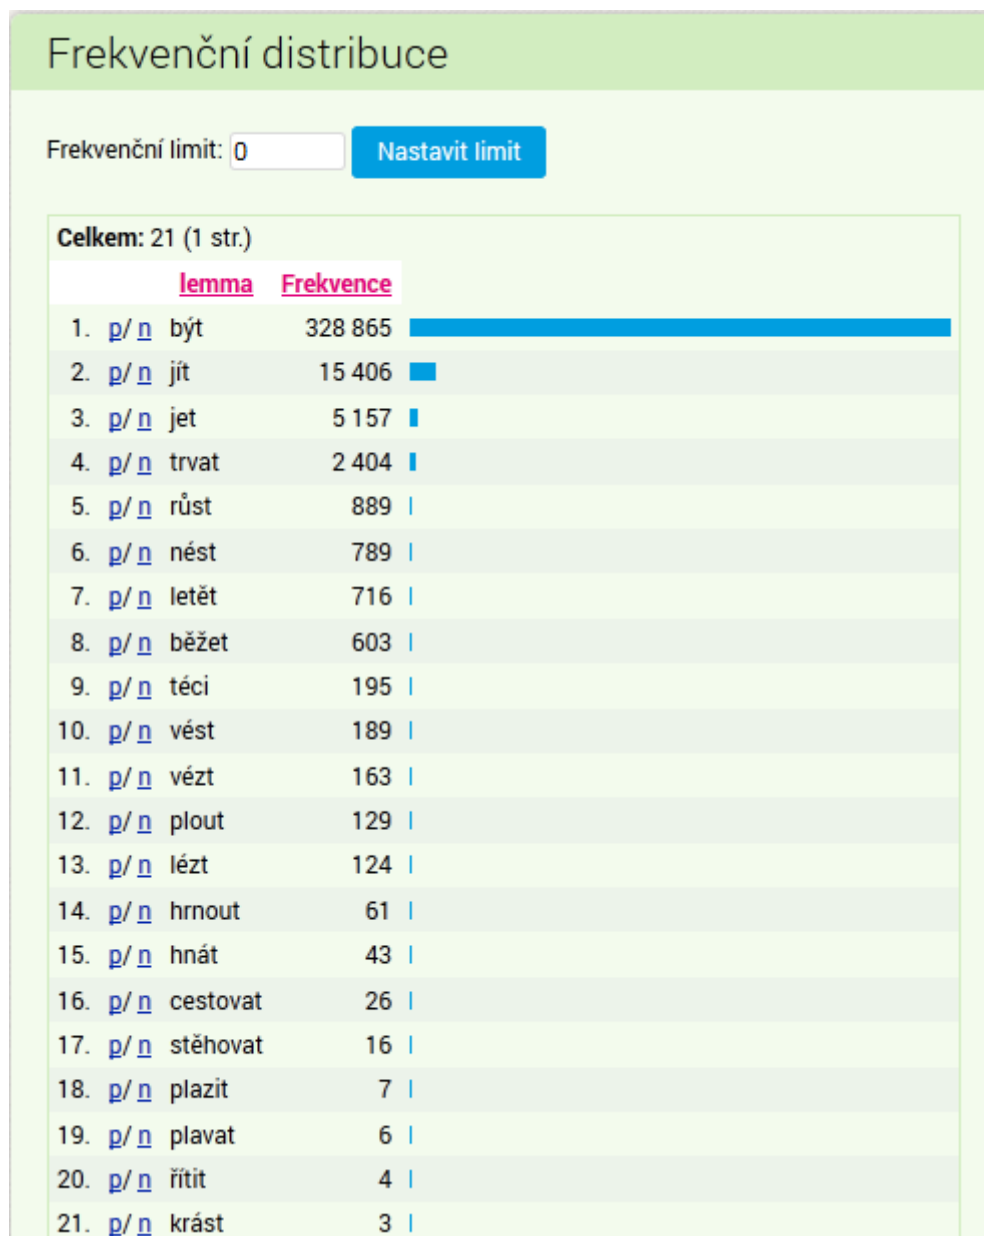 Frekvenční distribuce
Frekvenční limit: 0 Nastavit limit
Celkem: 21 (1 str.)
lemma Frekvence
1. p/ n být 328 865
2. p/ n jít 15 406
3. p/ n jet 5 157
4. p/ n trvat 2 404
5. p/ n růst 889
6. p/ n nést 789
7. p/ n letět 716
8. p/ n běžet 603
9. p/ n téci 195
10. p/ n vést 189
11. p/ n vézt 163
12. p/ n plout 129
13. p/ n lézt 124
14. p/ n hrnout 61
15. p/ n hnát 43
16. p/ n cestovat 26
17. p/ n stěhovat 16
18. p/ n plazit 7
19. p/ n plavat 6
20. p/ n řítit 4
21. p/ n krást 3